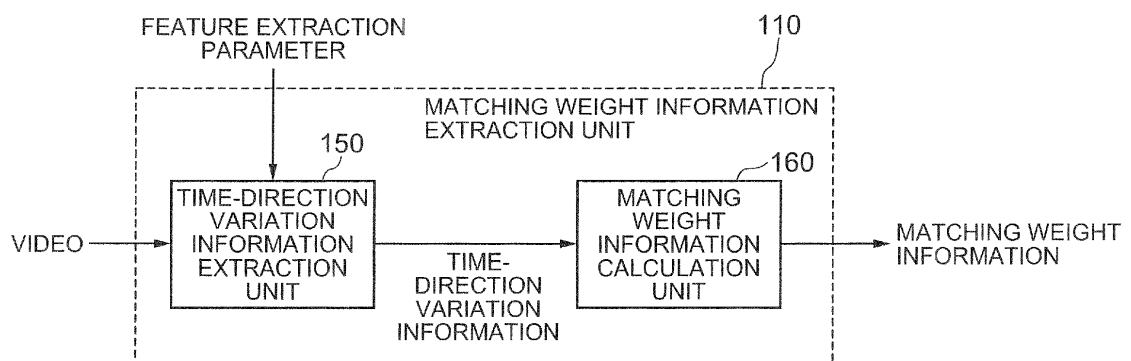 FEATURE EXTRACTION
PARAMETER
110
MATCHING WEIGHT INFORMATION
EXTRACTION UNIT
150
160
TIME-DIRECTION
VARIATION
INFORMATION
EXTRACTION
UNIT
MATCHING
WEIGHT
INFORMATION
CALCULATION
UNIT
VIDEO
MATCHING WEIGHT
INFORMATION
TIME-
DIRECTION
VARIATION
INFORMATION